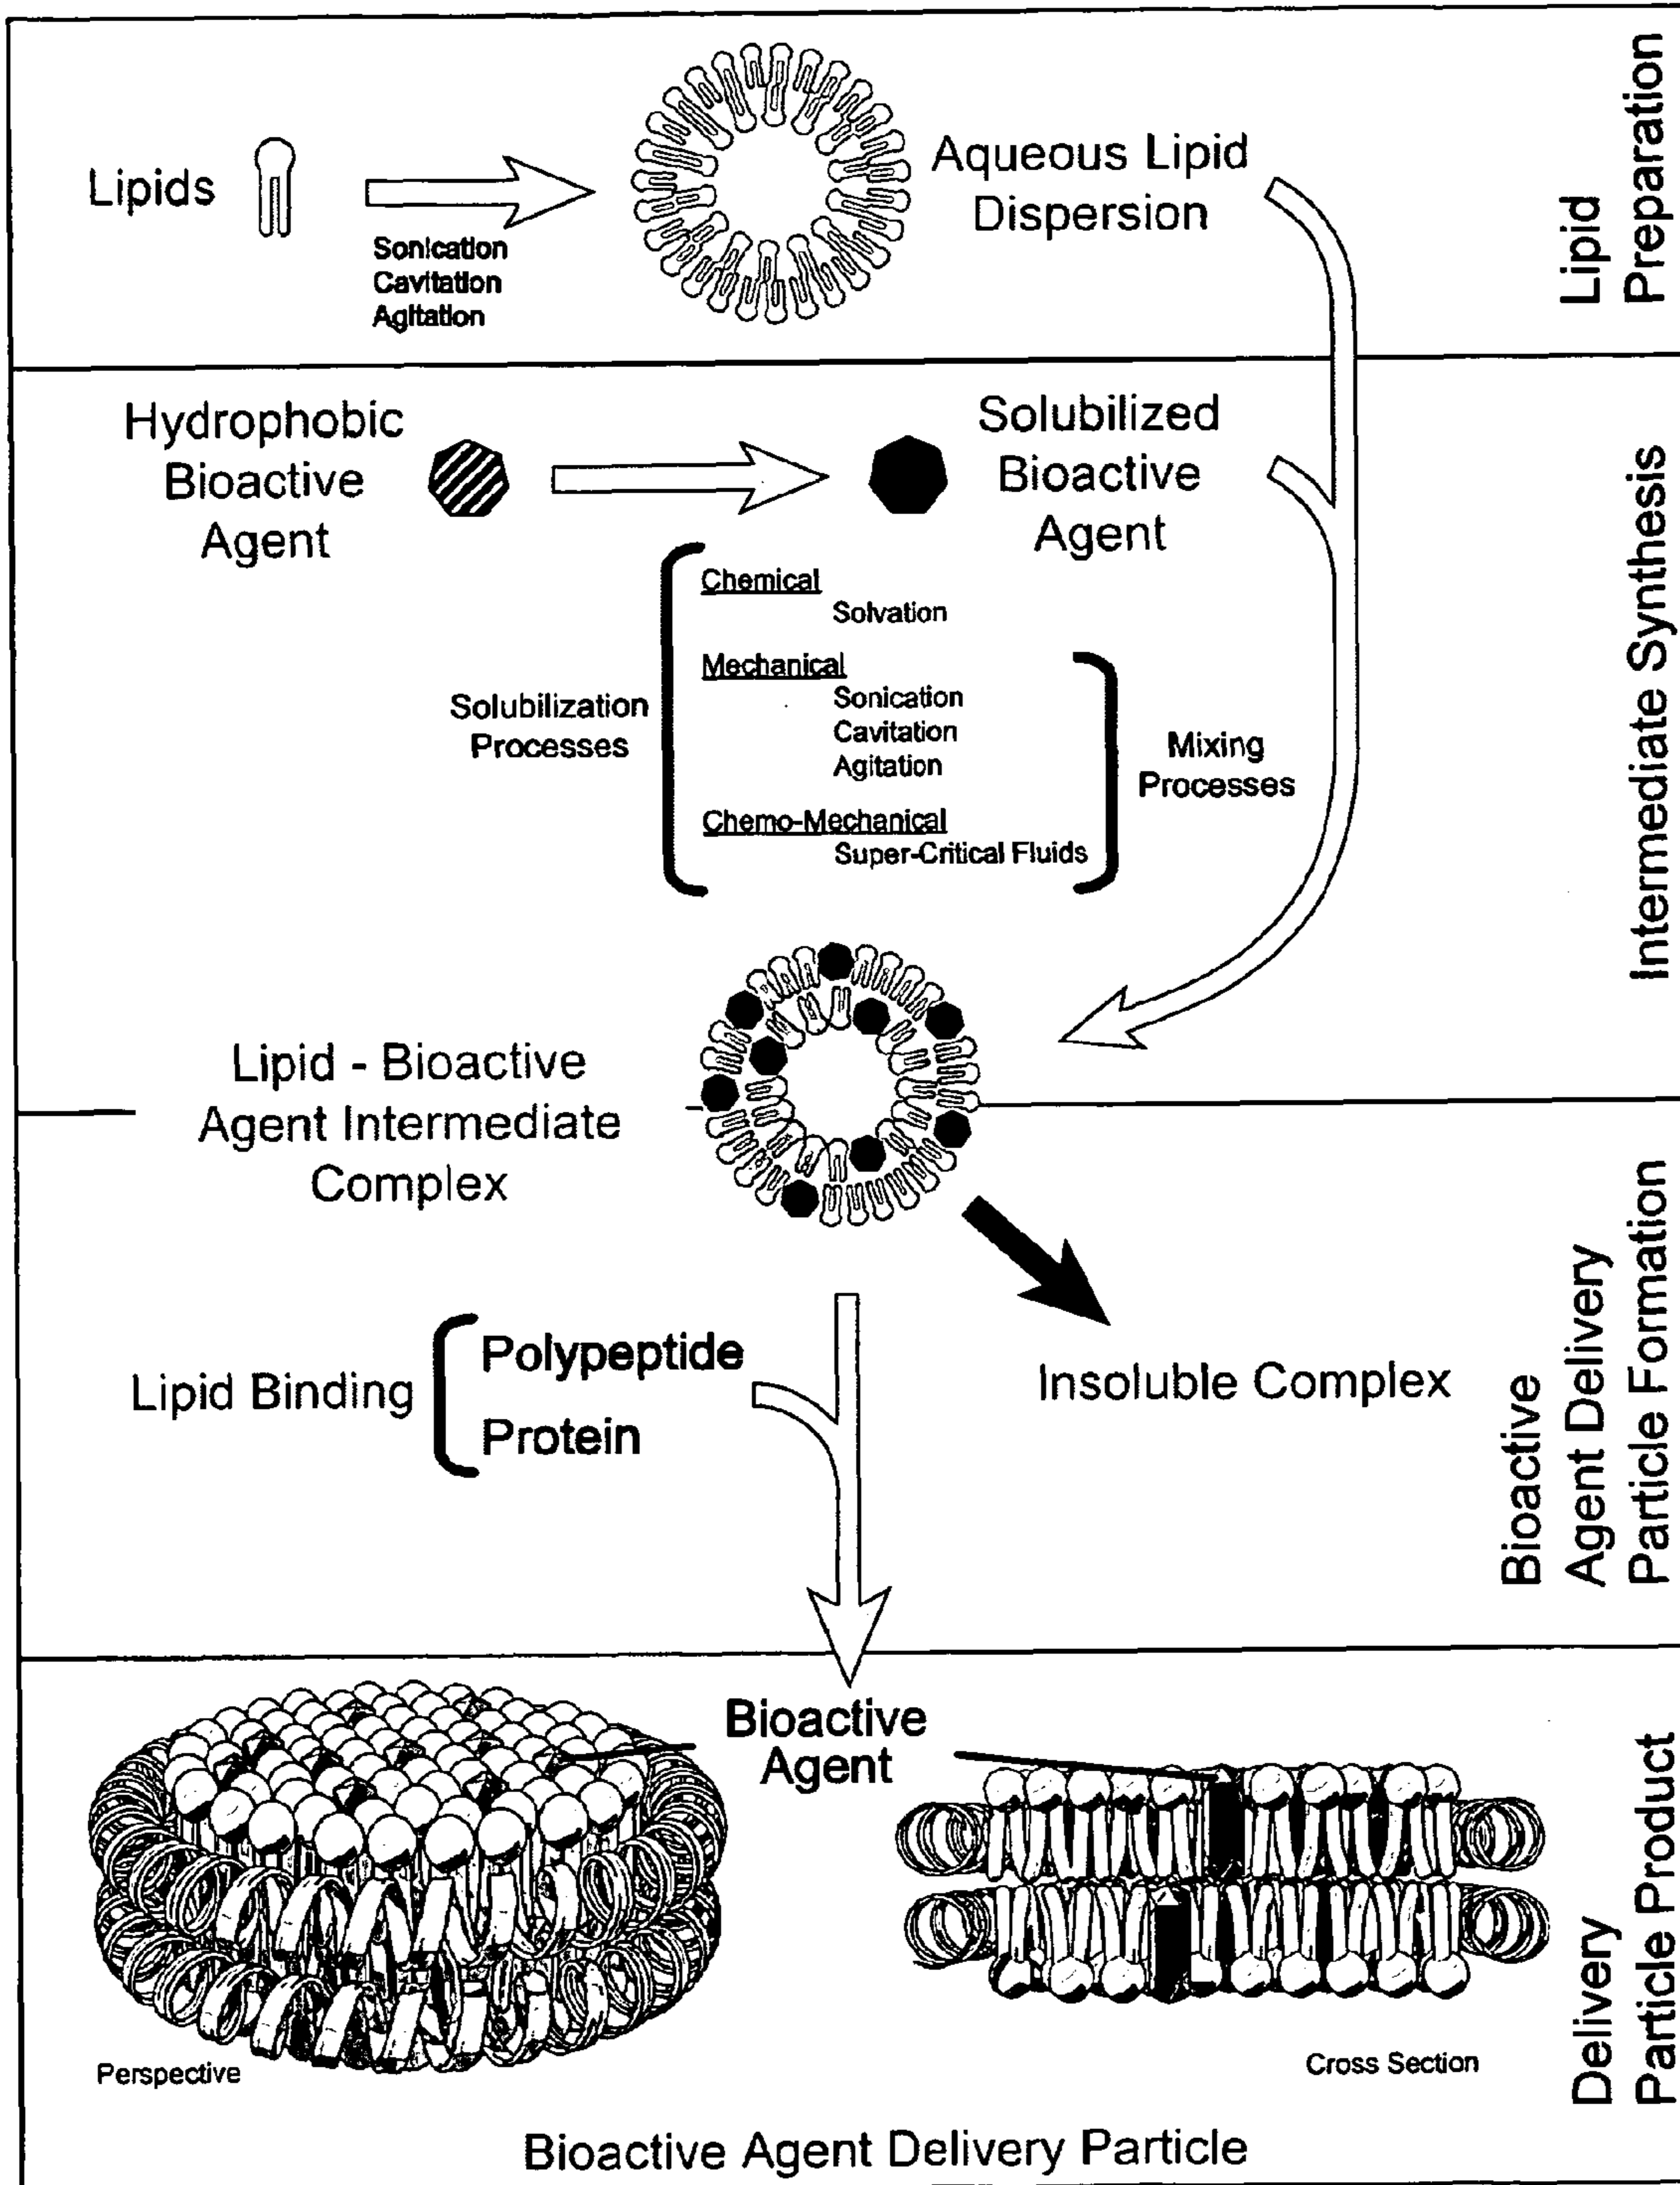 Lipids
Sonication
Cavitation
Agitation
Aqueous Lipid
Dispersion
Lipid
Preparation
Hydrophobic
Bioactive
Agent
Solubilized
Bioactive
Agent
Solubilization
Processes
Chemical
Solvation
Mechanical
Sonication
Cavitation
Agitation
Chemo-Mechanical
Super-Critical Fluids
Mixing
Processes
Intermediate Synthesis
Lipid - Bioactive
Agent Intermediate
Complex
Lipid Binding
Polypeptide
Protein
Insoluble Complex
Bioactive
Agent Delivery
Particle Formation
Bioactive
Agent
Perspective
Cross Section
Bioactive Agent Delivery Particle
Delivery
Particle Product